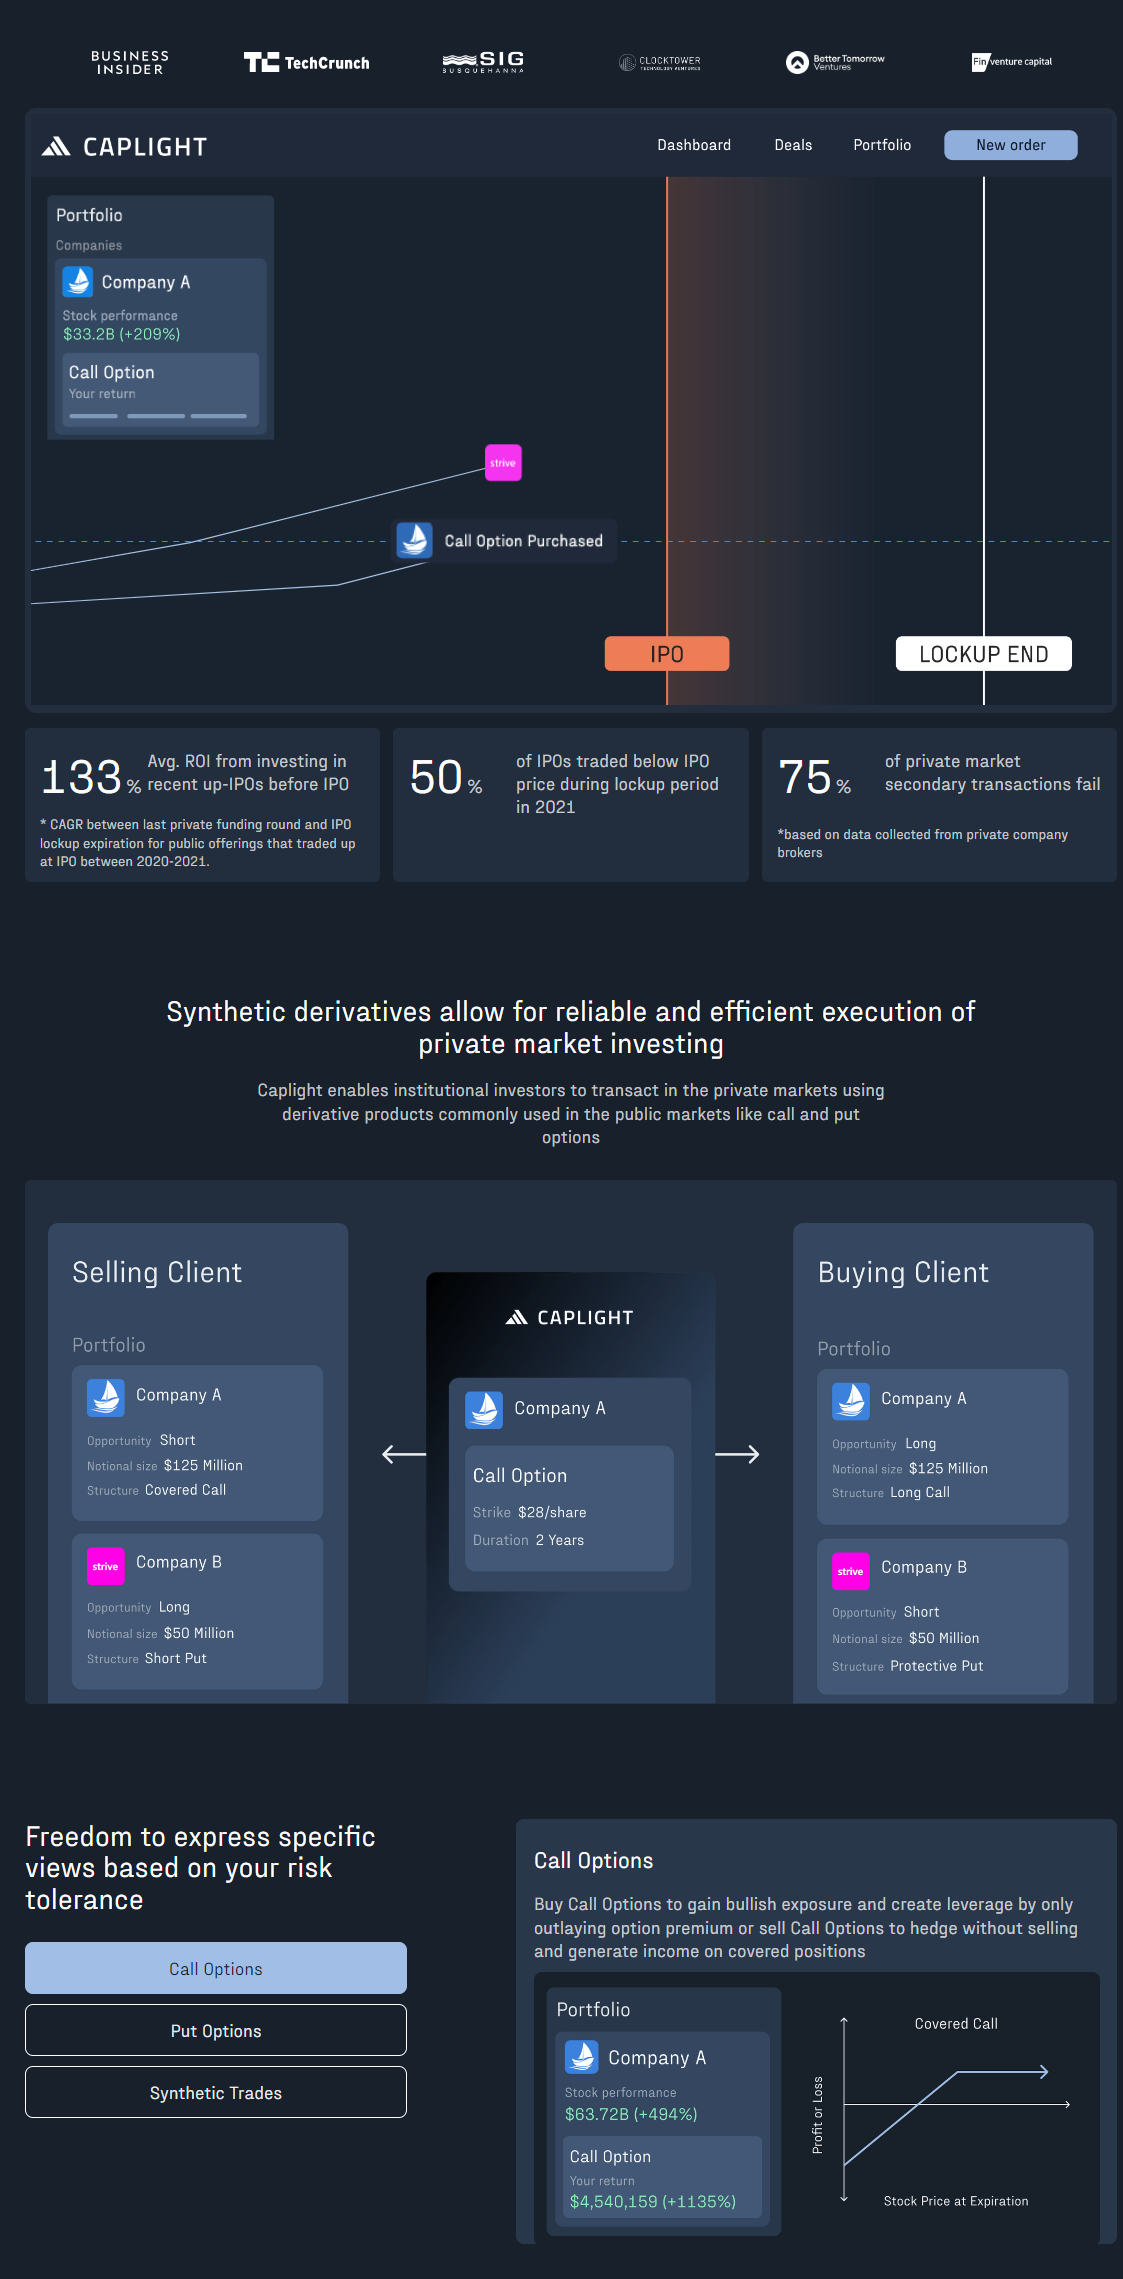 BUSINESS
INSIDER
TechCrunch
SIG
SUSQUEHANNA
CLOCKTOWER
TECHNOLOGY VENTURES
Better Tomorrow
Ventures
Fin venture capital
CAPLIGHT
Dashboard
Deals
Portfolio
New order
Portfolio
Companies
Company A
Stock performance
$33.2B (+209%)
Call Option
Your return
strive
Call Option Purchased
IPO
LOCKUP END
133 %
Avg. ROI from investing in
recent up-IPOs before IPO
* CAGR between last private funding round and IPO
lockup expiration for public offerings that traded up
at IPO between 2020-2021.
50 %
of IPOs traded below IPO
price during lockup period
in 2021
75 %
of private market
secondary transactions fail
*based on data collected from private company
brokers
Synthetic derivatives allow for reliable and efficient execution of
private market investing
Caplight enables institutional investors to transact in the private markets using
derivative products commonly used in the public markets like call and put
options
Selling Client
Portfolio
Company A
Opportunity Short
Notional size $125 Million
Structure Covered Call
strive
Company B
Opportunity Long
Notional size $50 Million
Structure Short Put
CAPLIGHT
Company A
Call Option
Strike $28/share
Duration 2 Years
Buying Client
Portfolio
Company A
Opportunity Long
Notional size $125 Million
Structure Long Call
strive
Company B
Opportunity Short
Notional size $50 Million
Structure Protective Put
Freedom to express specific
views based on your risk
tolerance
Call Options
Put Options
Synthetic Trades
Call Options
Buy Call Options to gain bullish exposure and create leverage by only
outlaying option premium or sell Call Options to hedge without selling
and generate income on covered positions
Portfolio
Company A
Stock performance
$63.72B (+494%)
Call Option
Your return
$4,540,159 (+1135%)
Covered Call
Profit or Loss
Stock Price at Expiration